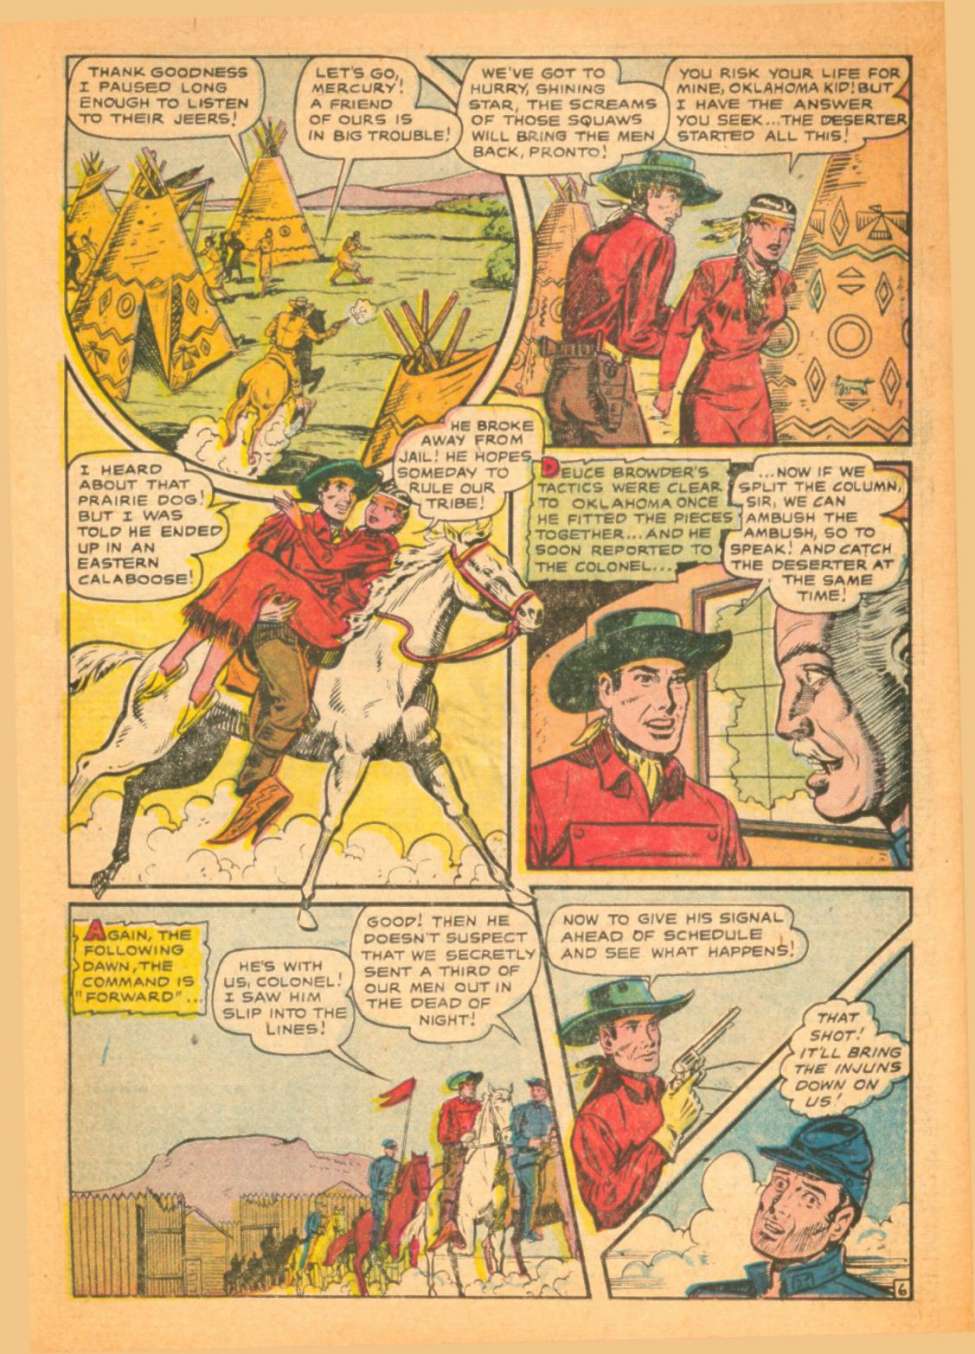 THANK GOODNESS
I PAUSED LONG
ENOUGH TO LISTEN
TO THEIR JEERS!
LET'S GO,
MERCURY!
A FRIEND
OF OURS IS
IN BIG TROUBLE!
WE'VE GOT TO
HURRY, SHINING
STAR, THE SCREAMS
OF THOSE SQUAWS
WILL BRING THE MEN
BACK, PRONTO!
YOU RISK YOUR LIFE FOR
MINE, OKLAHOMA KID! BUT
I HAVE THE ANSWER
YOU SEEK...THE DESERTER
STARTED ALL THIS!
I HEARD
ABOUT THAT
PRAIRIE DOG!
BUT I WAS
TOLD HE ENDED
UP IN AN
EASTERN
CALABOOSE!
HE BROKE
AWAY FROM
JAIL! HE HOPES
SOMEDAY TO
RULE OUR
TRIBE!
DEUCE BROWDER'S
TACTICS WERE CLEAR
TO OKLAHOMA ONCE
HE FITTED THE PIECES
TOGETHER...AND HE
SOON REPORTED TO
THE COLONEL...
...NOW IF WE
SPLIT THE COLUMN,
SIR, WE CAN
AMBUSH THE
AMBUSH, SO TO
SPEAK! AND CATCH
THE DESERTER AT
THE SAME
TIME!
AGAIN, THE
FOLLOWING
DAWN, THE
COMMAND IS
"FORWARD"...
HE'S WITH
US, COLONEL!
I SAW HIM
SLIP INTO THE
LINES!
GOOD! THEN HE
DOESN'T SUSPECT
THAT WE SECRETLY
SENT A THIRD OF
OUR MEN OUT IN
THE DEAD OF
NIGHT!
NOW TO GIVE HIS SIGNAL
AHEAD OF SCHEDULE
AND SEE WHAT HAPPENS!
THAT
SHOT!
IT'LL BRING
THE INJUNS
DOWN ON
US!
6